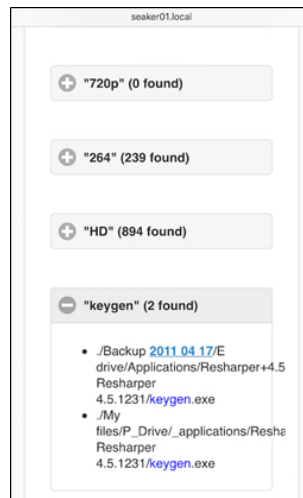 seaker01.local
"720p" (0 found)
"264" (239 found)
"HD" (894 found)
"keygen" (2 found)
./Backup 2011 04 17/E
drive/Applications/Resharper+4.5
Resharper
4.5.1231/keygen.exe
./My
files/P_Drive/_applications/Resha
Resharper
4.5.1231/keygen.exe